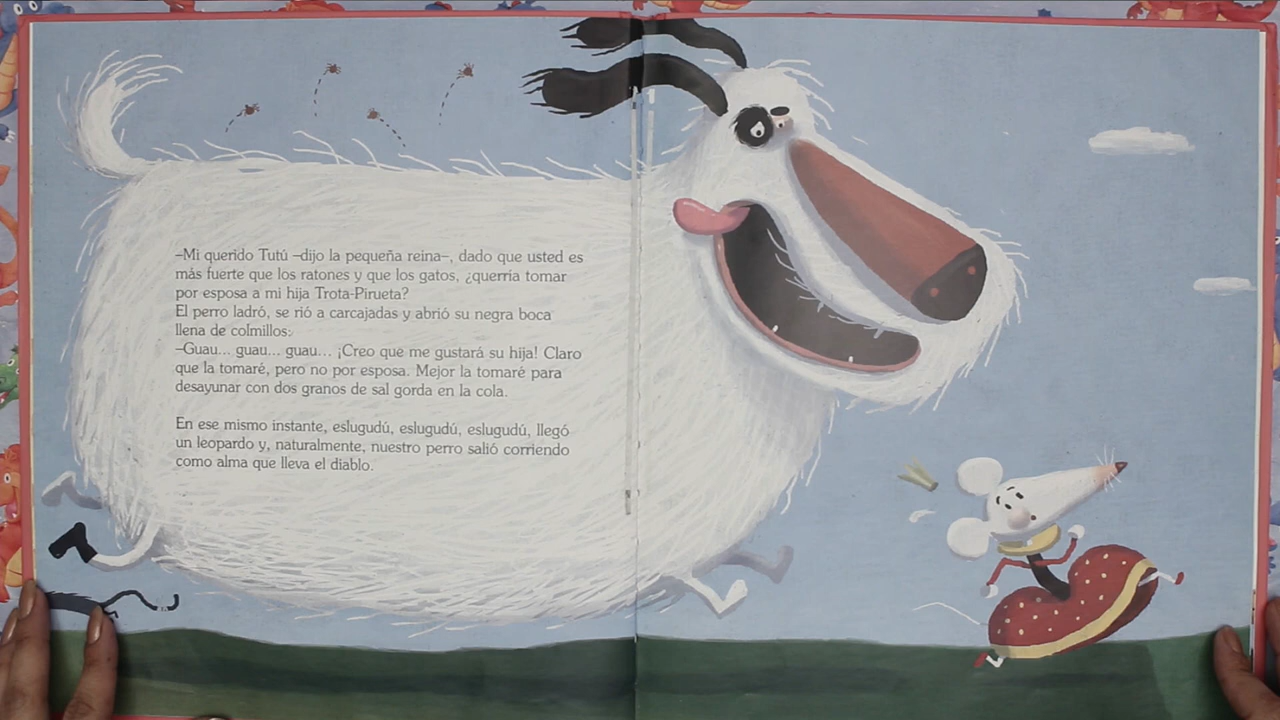 –Mi querido Tutú –dijo la pequeña reina–, dado que usted es
más fuerte que los ratones y que los gatos, ¿querría tomar
por esposa a mi hija Trota-Pirueta?
El perro ladró, se rió a carcajadas y abrió su negra boca
llena de colmillos:
–Guau... guau... guau... ¡Creo que me gustará su hija! Claro
que la tomaré, pero no por esposa. Mejor la tomaré para
desayunar con dos granos de sal gorda en la cola.
En ese mismo instante, eslugudú, eslugudú, eslugudú, llegó
un leopardo y, naturalmente, nuestro perro salió corriendo
como alma que lleva el diablo.